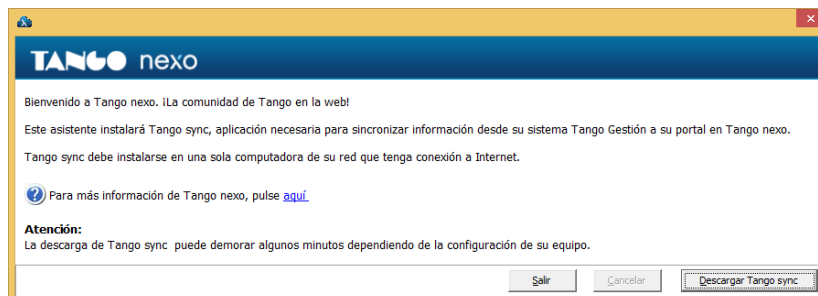 TANGO nexo
Bienvenido a Tango nexo. ¡La comunidad de Tango en la web!
Este asistente instalará Tango sync, aplicación necesaria para sincronizar información desde su sistema Tango Gestión a su portal en Tango nexo.
Tango sync debe instalarse en una sola computadora de su red que tenga conexión a Internet.
Para más información de Tango nexo, pulse aquí
Atención:
La descarga de Tango sync puede demorar algunos minutos dependiendo de la configuración de su equipo.
Salir Cancelar Descargar Tango sync